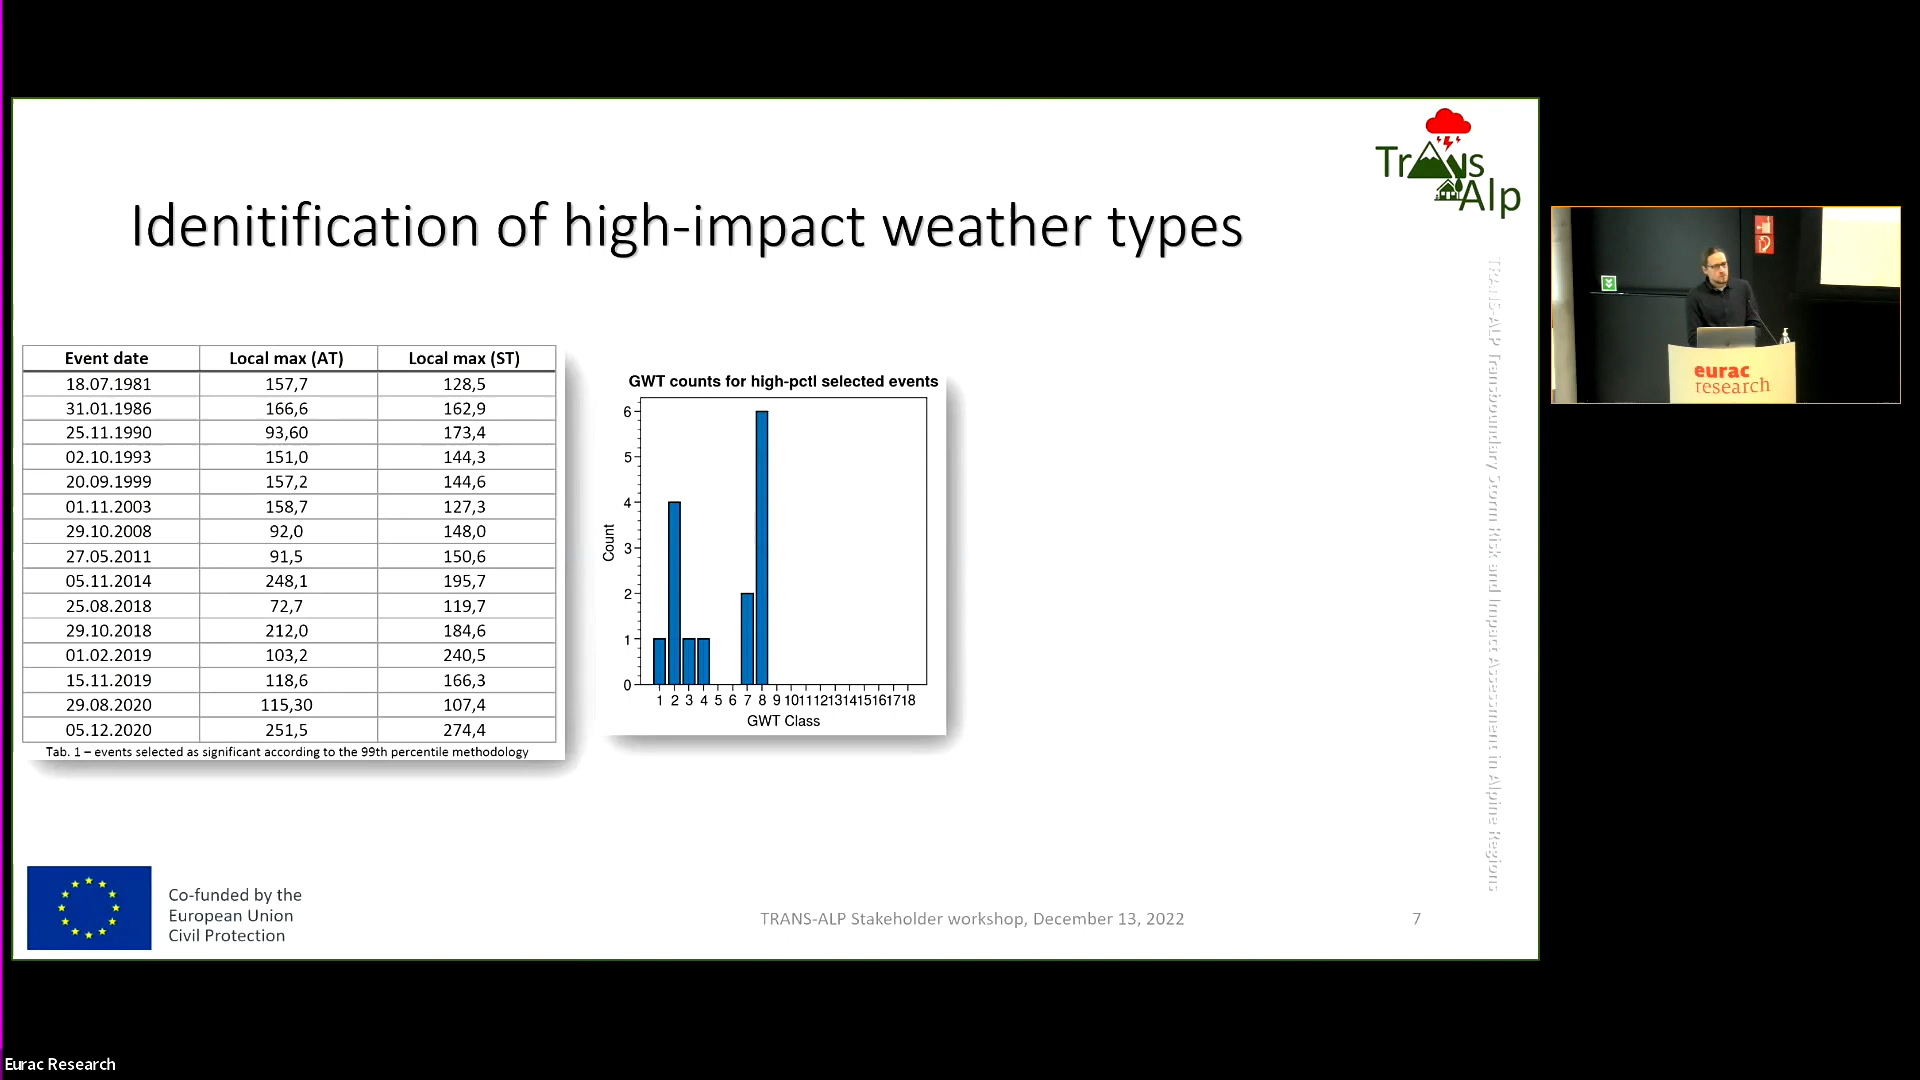 Trans
Alp
Idenitification of high-impact weather types
Event date Local max (AT) Local max (ST)
18.07.1981 157,7 128,5
31.01.1986 166,6 162,9
25.11.1990 93,60 173,4
02.10.1993 151,0 144,3
20.09.1999 157,2 144,6
01.11.2003 158,7 127,3
29.10.2008 92,0 148,0
27.05.2011 91,5 150,6
05.11.2014 248,1 195,7
25.08.2018 72,7 119,7
29.10.2018 212,0 184,6
01.02.2019 103,2 240,5
15.11.2019 118,6 166,3
29.08.2020 115,30 107,4
05.12.2020 251,5 274,4
Tab. 1 – events selected as significant according to the 99th percentile methodology
GWT counts for high-pctl selected events
Count
6
5
4
3
2
1
0
1 2 3 4 5 6 7 8 9 10 11 12 13 14 15 16 17 18
GWT Class
TRANS-ALP Transboundary Storm Risk and Impact Assessment in Alpine Regions
Co-funded by the
European Union
Civil Protection
TRANS-ALP Stakeholder workshop, December 13, 2022
7
eurac
research
Eurac Research